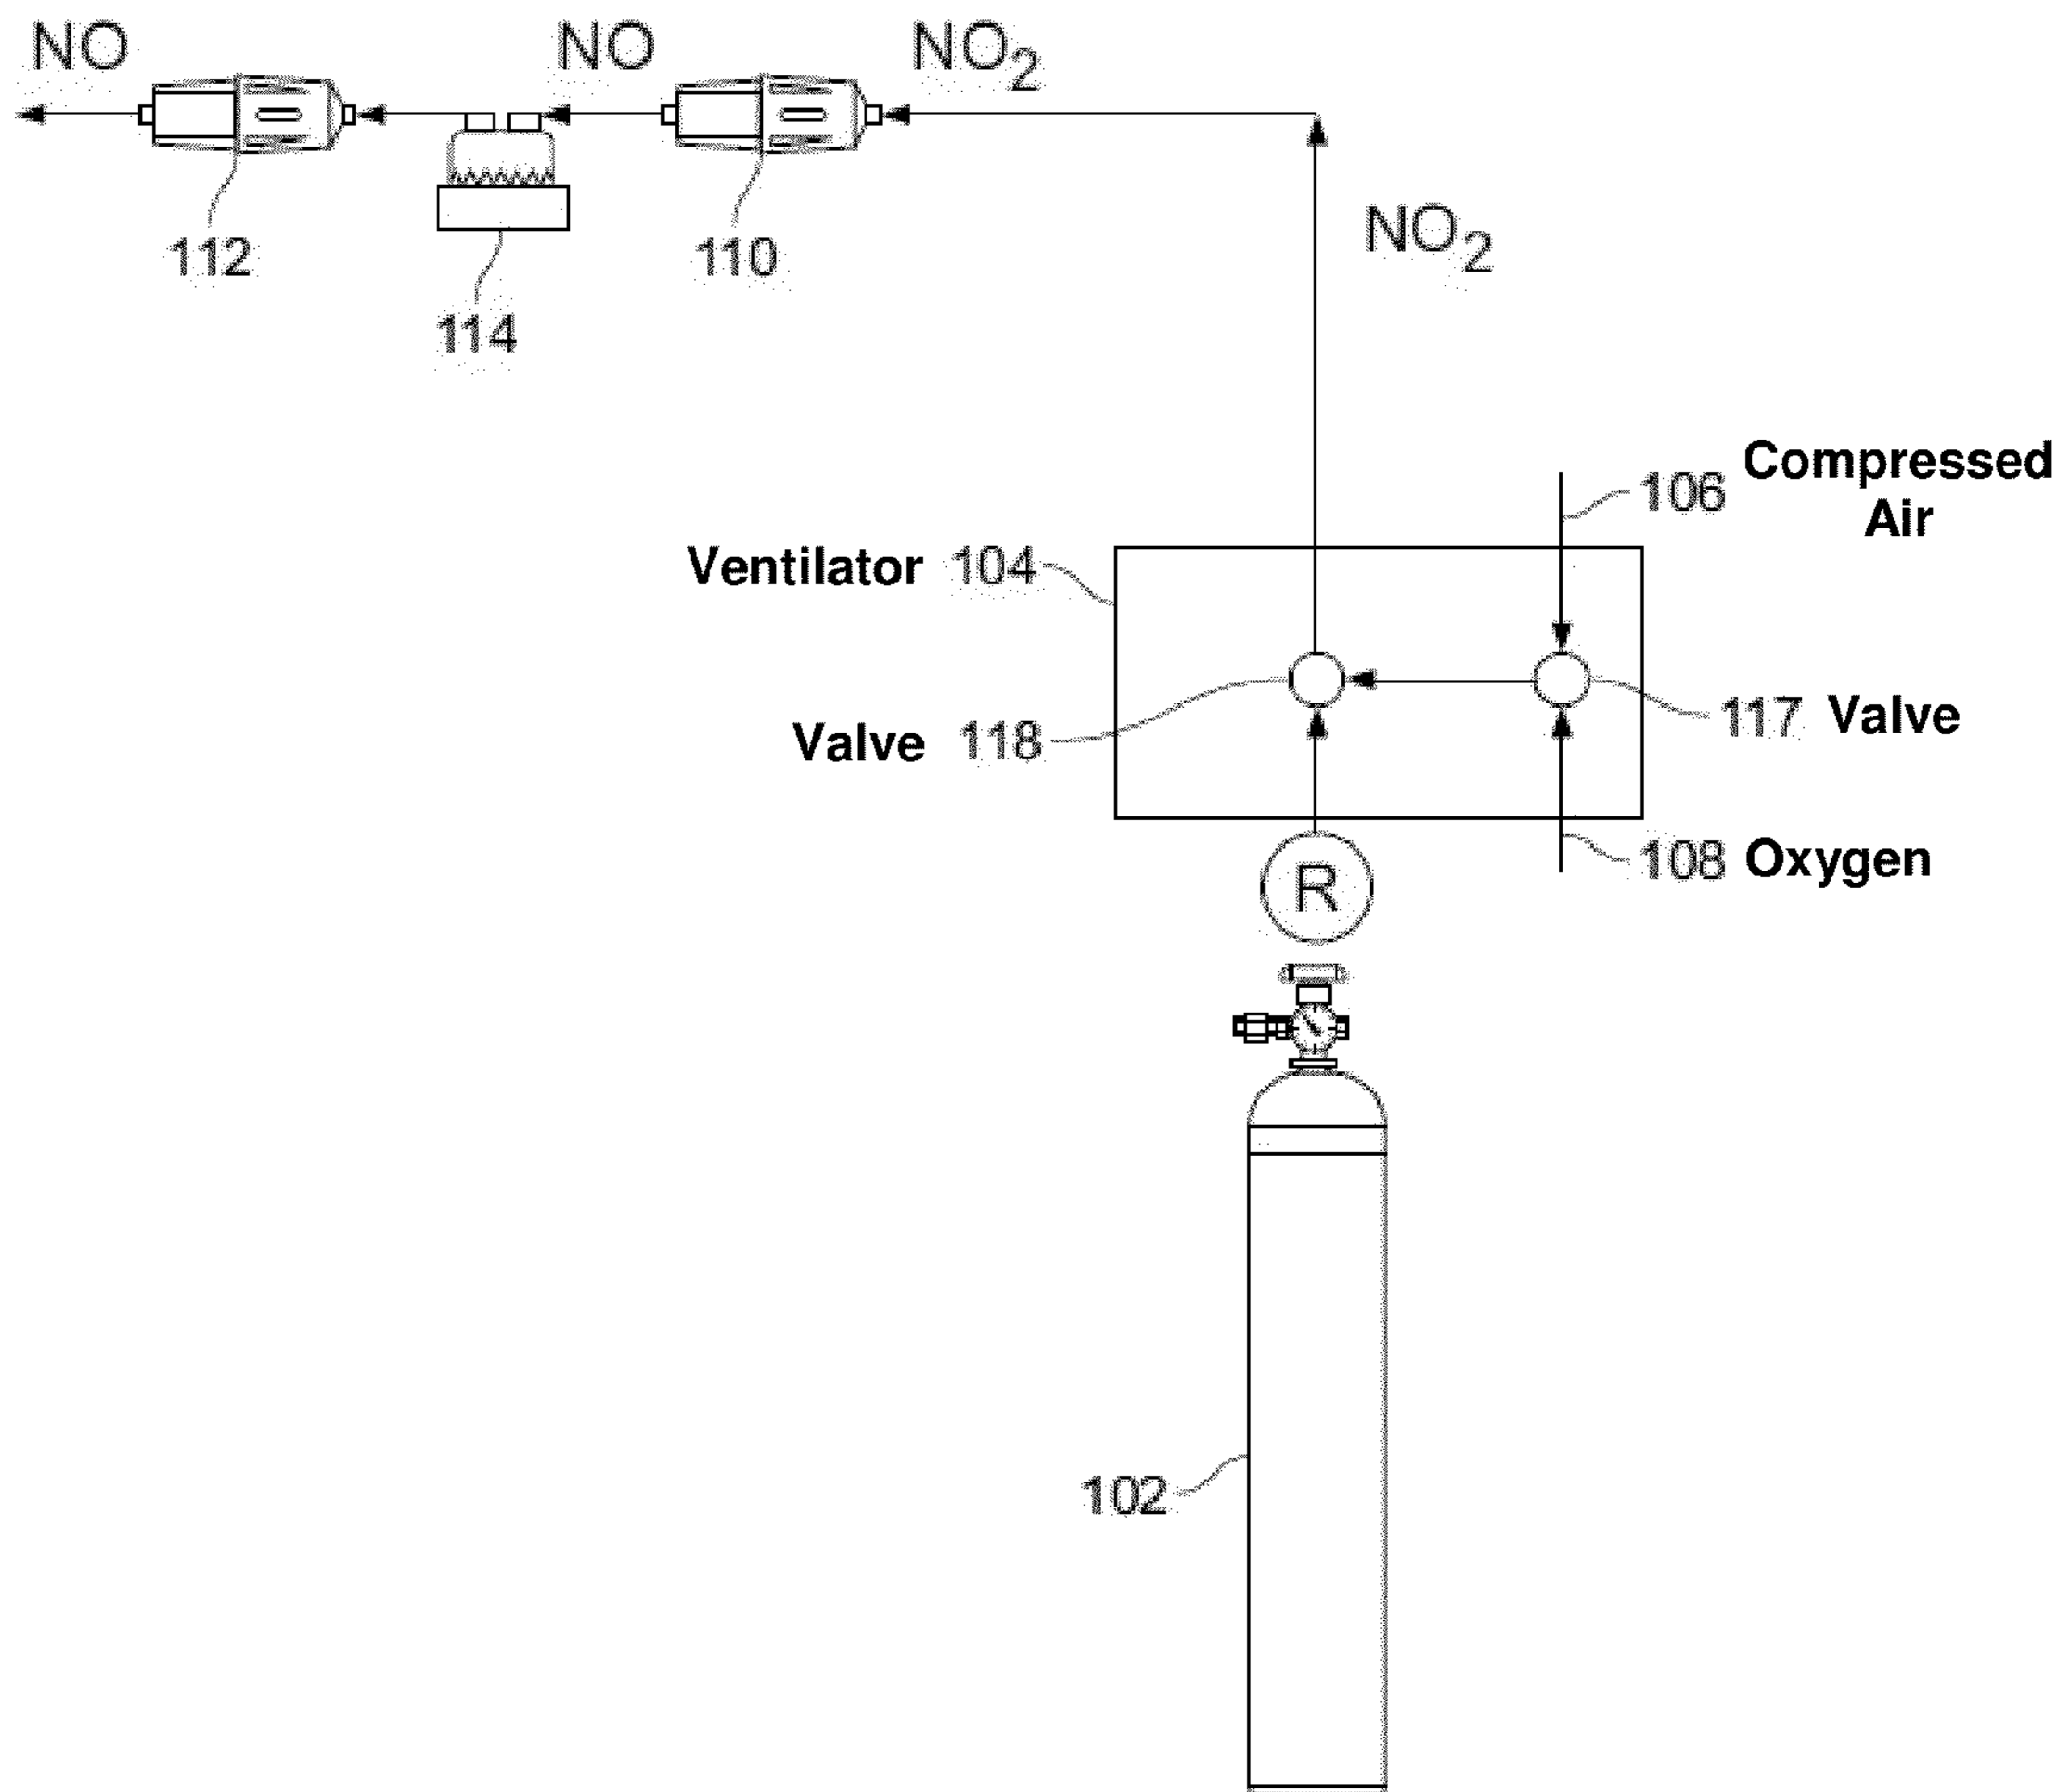 NO
NO
NO2
112
110
114
NO2
106 Compressed
Air
Ventilator 104
117 Valve
Valve 118
108 Oxygen
R
102